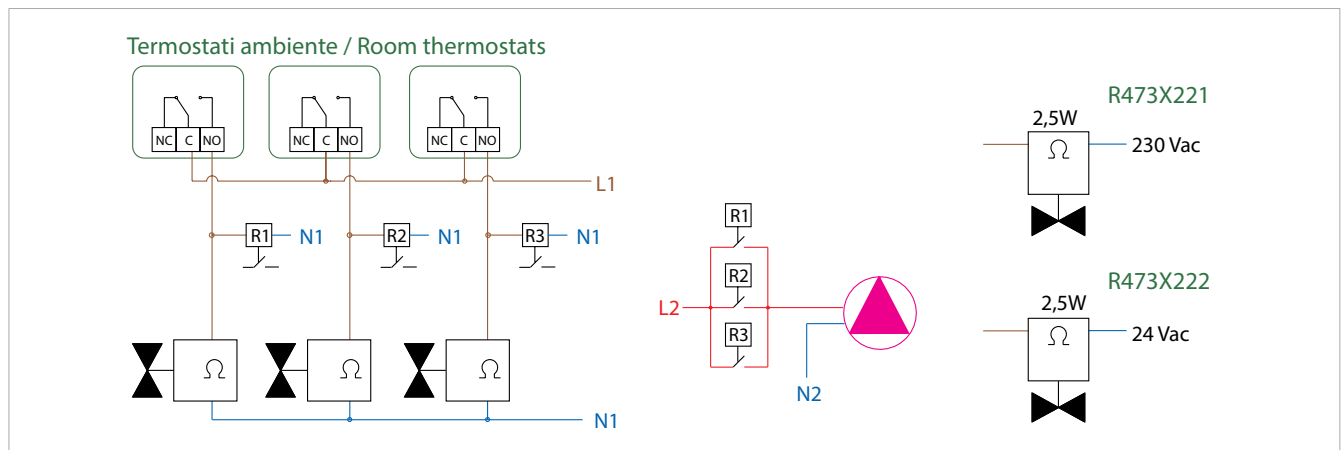 Termostati ambiente / Room thermostats
NC C NO
NC C NO
NC C NO
L1
R1 N1
R2 N1
R3 N1
Ω
Ω
Ω
N1
R1
R2
R3
L2
N2
R473X221
2,5W
Ω
230 Vac
R473X222
2,5W
Ω
24 Vac